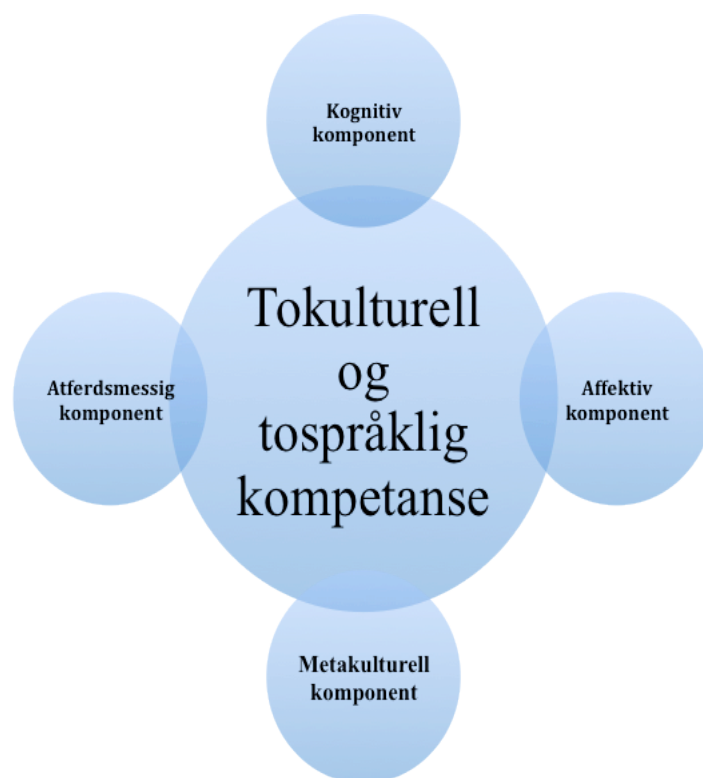 Kognitiv
komponent
Tokulturell
og
tospråklig
kompetanse
Atferdsmessig
komponent
Affektiv
komponent
Metakulturell
komponent